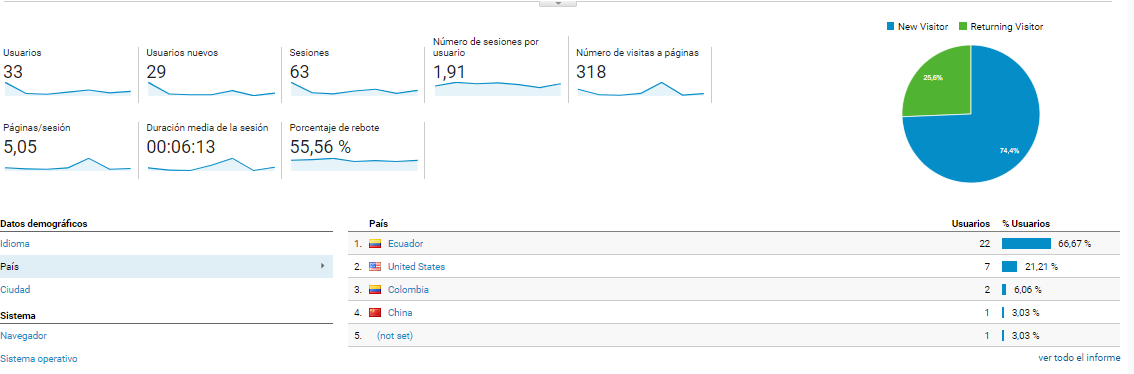 New Visitor
Returning Visitor
Usuarios
33
Usuarios nuevos
29
Sesiones
63
Número de sesiones por
usuario
1,91
Número de visitas a páginas
318
Páginas/sesión
5,05
Duración media de la sesión
00:06:13
Porcentaje de rebote
55,56 %
25,6%
74,4%
Datos demográficos
Idioma
País
Ciudad
Sistema
Navegador
Sistema operativo
País Usuarios % Usuarios
1. Ecuador 22 66,67 %
2. United States 7 21,21 %
3. Colombia 2 6,06 %
4. China 1 3,03 %
5. (not set) 1 3,03 %
ver todo el informe